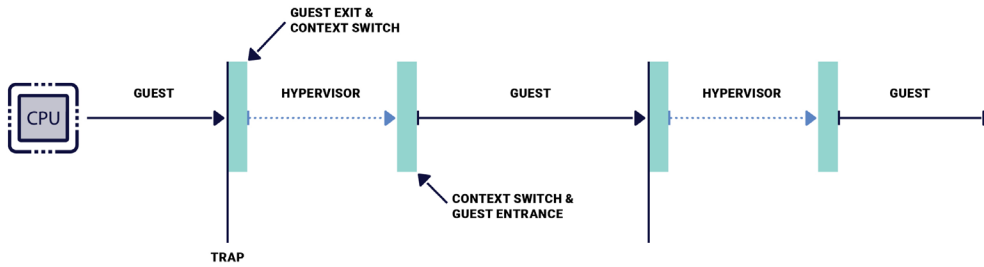 GUEST EXIT &
CONTEXT SWITCH
GUEST
HYPERVISOR
GUEST
HYPERVISOR
GUEST
CPU
CONTEXT SWITCH &
GUEST ENTRANCE
TRAP